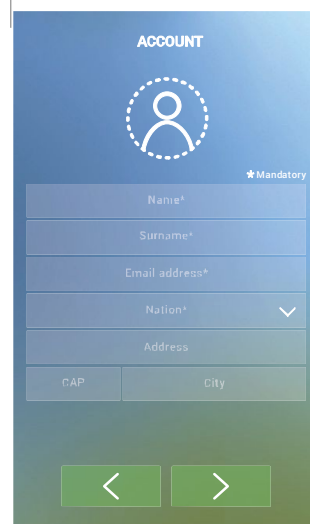 ACCOUNT
★Mandatory
Name*
Surname*
Email address*
Nation*
Address
CAP City